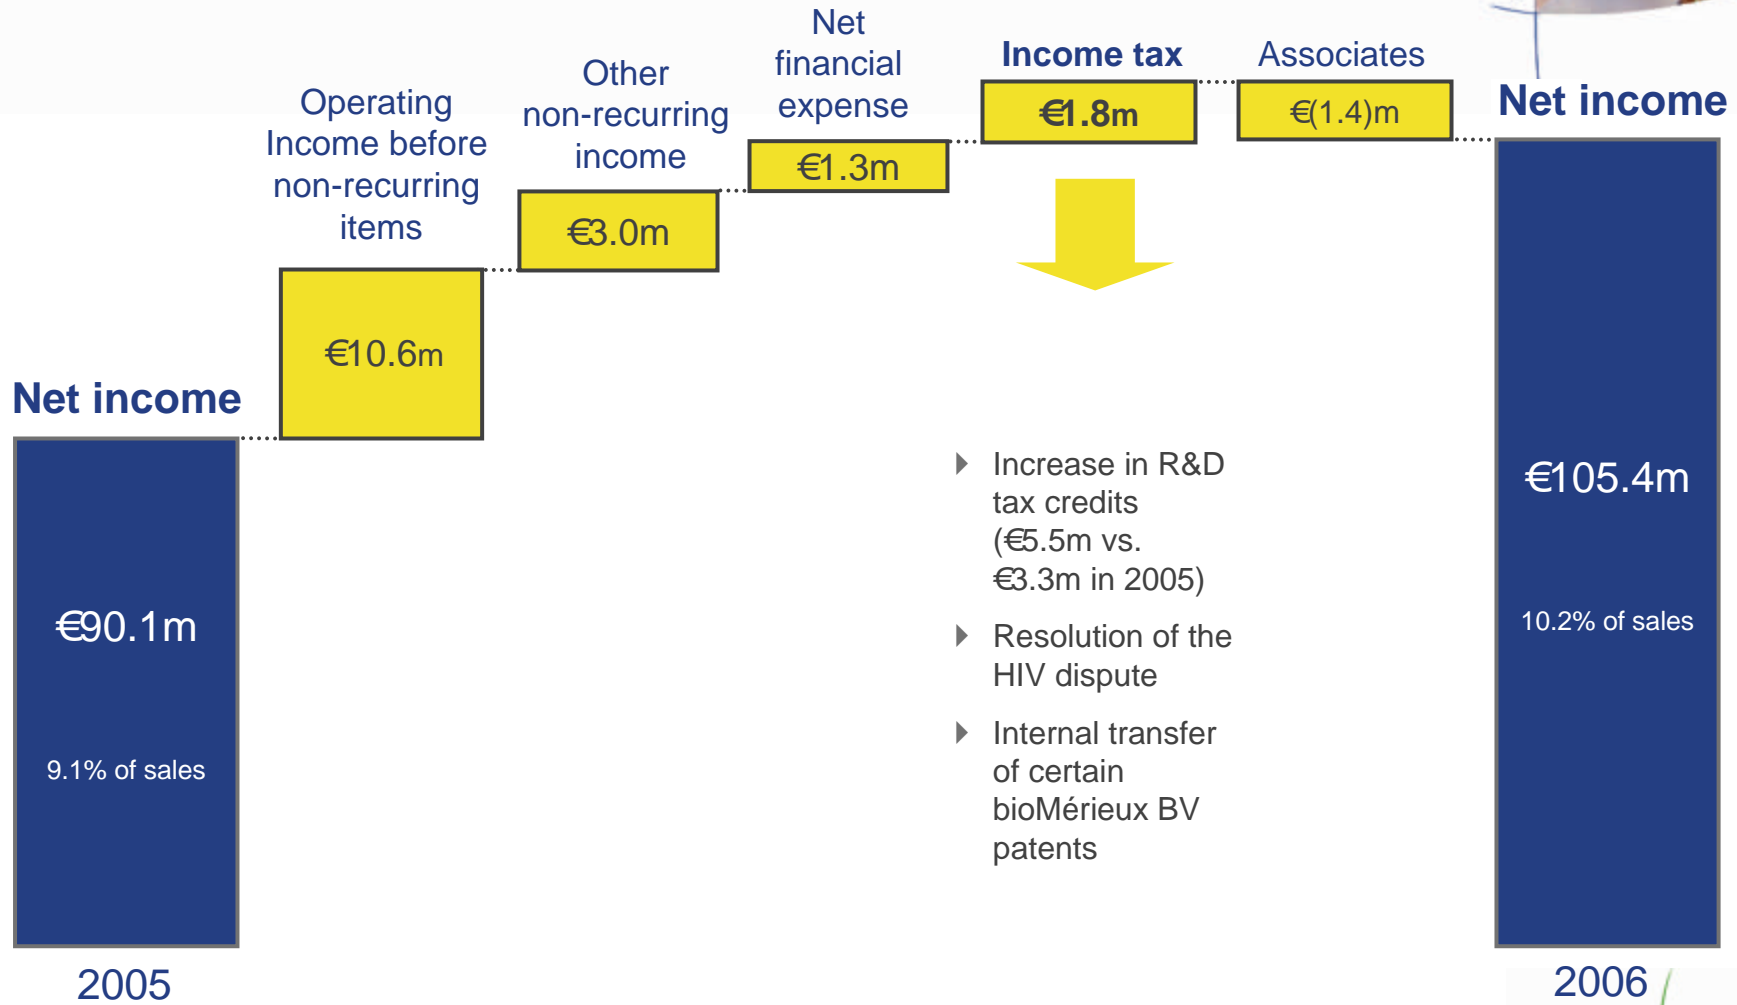 Net income
€90.1m
9.1% of sales
2005
Operating
Income before
non-recurring
items
€10.6m
Other
non-recurring
income
€3.0m
Net
financial
expense
€1.3m
Income tax
€1.8m
Increase in R&D
tax credits
(€5.5m vs.
€3.3m in 2005)
Resolution of the
HIV dispute
Internal transfer
of certain
bioMérieux BV
patents
Associates
€(1.4)m
Net income
€105.4m
10.2% of sales
2006